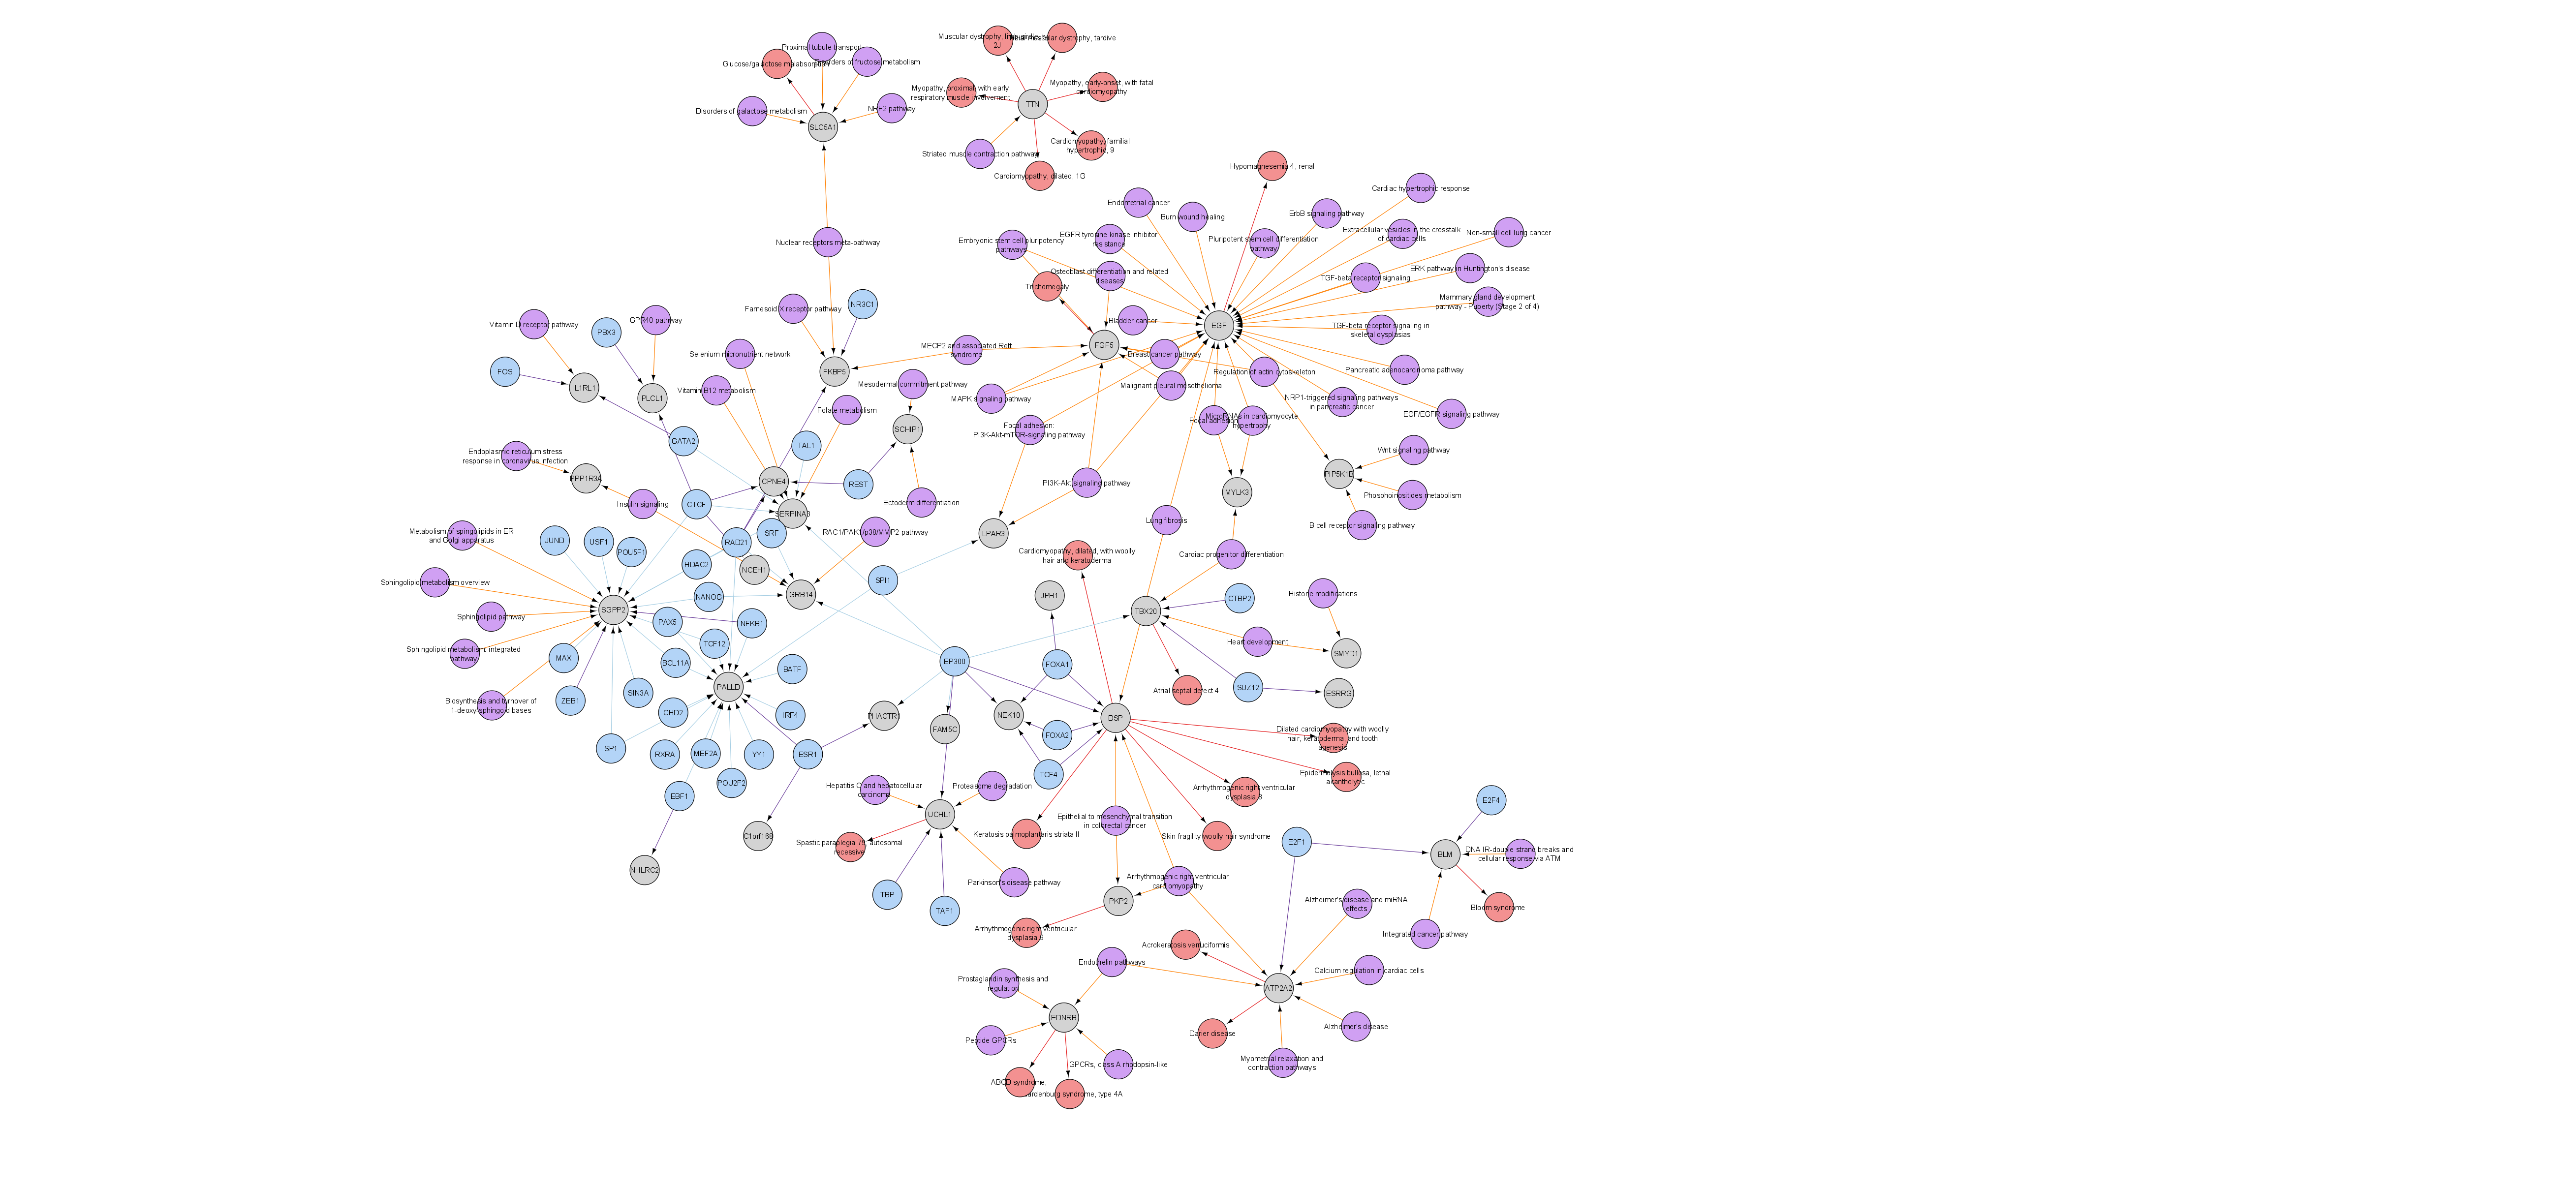 Muscular dystrophy, limb-girdle,
2J
muscular dystrophy, tardive
Proximal tubule transport
Glucose/galactose malabsorption
Disorders of fructose metabolism
Myopathy, proximal, with early
respiratory muscle involvement
Myopathy, early-onset, with fatal
cardiomyopathy
TTN
Disorders of galactose metabolism
NRF2 pathway
SLC5A1
Striated muscle contraction pathway
Cardiomyopathy, familial
hypertrophic, 9
Cardiomyopathy, dilated, 1G
Hypomagnesemia 4, renal
Cardiac hypertrophic response
Endometrial cancer
Burn wound healing
ErbB signaling pathway
Nuclear receptors meta-pathway
Embryonic stem cell pluripotency
pathways
EGFR tyrosine kinase inhibitor
resistance
Pluripotent stem cell differentiation
pathway
Extracellular vesicles in the crosstalk
of cardiac cells
Non-small cell lung cancer
Osteoblast differentiation and related
diseases
TGF-beta receptor signaling
ERK pathway in Huntington's disease
Trichomegaly
Mammary gland development
pathway - Puberty (Stage 2 of 4)
Farnesoid X receptor pathway
NR3C1
Vitamin D receptor pathway
PBX3
GPR40 pathway
Bladder cancer
EGF
TGF-beta receptor signaling in
skeletal dysplasias
Selenium micronutrient network
MECP2 and associated Rett
syndrome
FGF5
Breast cancer pathway
FOS
IL1RL1
PLCL1
Vitamin B12 metabolism
FKBP5
Mesodermal commitment pathway
MAPK signaling pathway
Malignant pleural mesothelioma
Regulation of actin cytoskeleton
Pancreatic adenocarcinoma pathway
NRP1-triggered signaling pathways
in pancreatic cancer
EGF/EGFR signaling pathway
Folate metabolism
SCHIP1
Focal adhesion:
PI3K-Akt-mTOR-signaling pathway
Focal adhesion
MicroRNAs in cardiomyocyte
hypertrophy
GATA2
TAL1
Endoplasmic reticulum stress
response in coronavirus infection
PPP1R3A
CPNE4
REST
PI3K-Akt signaling pathway
MYLK3
PIP5K1B
Wnt signaling pathway
Phosphoinositides metabolism
B cell receptor signaling pathway
Insulin signaling
CTCF
SERPINA3
Ectoderm differentiation
Metabolism of spingolipids in ER
and Golgi apparatus
JUND
USF1
POU5F1
RAD21
SRF
RAC1/PAK1/p38/MMP2 pathway
LPAR3
Lung fibrosis
Cardiomyopathy, dilated, with woolly
hair and keratoderma
Cardiac progenitor differentiation
Sphingolipid metabolism overview
HDAC2
NCEH1
SPI1
SGPP2
NANOG
GRB14
JPH1
TBX20
CTBP2
Histone modifications
Sphingolipid pathway
PAX5
NFKB1
TCF12
Sphingolipid metabolism: integrated
pathway
MAX
BCL11A
BATF
EP300
FOXA1
Heart development
SMYD1
Biosynthesis and turnover of
1-deoxy-sphingoid bases
ZEB1
SIN3A
PALLD
Atrial septal defect 4
SUZ12
ESRRG
CHD2
IRF4
PHACTR1
FAM5C
NEK10
DSP
SP1
RXRA
MEF2A
YY1
ESR1
FOXA2
Dilated cardiomyopathy with woolly
hair, keratoderma, and tooth
agenesis
POU2F2
TCF4
Epidermolysis bullosa, lethal
acantholytic
EBF1
Hepatitis C and hepatocellular
carcinoma
Proteasome degradation
Arrhythmogenic right ventricular
dysplasia 8
E2F4
UCHL1
Epithelial to mesenchymal transition
in colorectal cancer
C1orf168
Keratosis palmoplantaris striata II
Skin fragility-woolly hair syndrome
E2F1
Spastic paraplegia 79, autosomal
recessive
BLM
DNA IR-double strand breaks and
cellular response via ATM
NHLRC2
Parkinson's disease pathway
Arrhythmogenic right ventricular
cardiomyopathy
TBP
TAF1
PKP2
Alzheimer's disease and miRNA
effects
Bloom syndrome
Arrhythmogenic right ventricular
dysplasia 9
Integrated cancer pathway
Acrokeratosis verruciformis
Endothelin pathways
Prostaglandin synthesis and
regulation
Calcium regulation in cardiac cells
ATP2A2
EDNRB
Peptide GPCRs
Darier disease
Alzheimer's disease
GPCRs, class A rhodopsin-like
Myometrial relaxation and
contraction pathways
ABCD syndrome,
ardenburg syndrome, type 4A